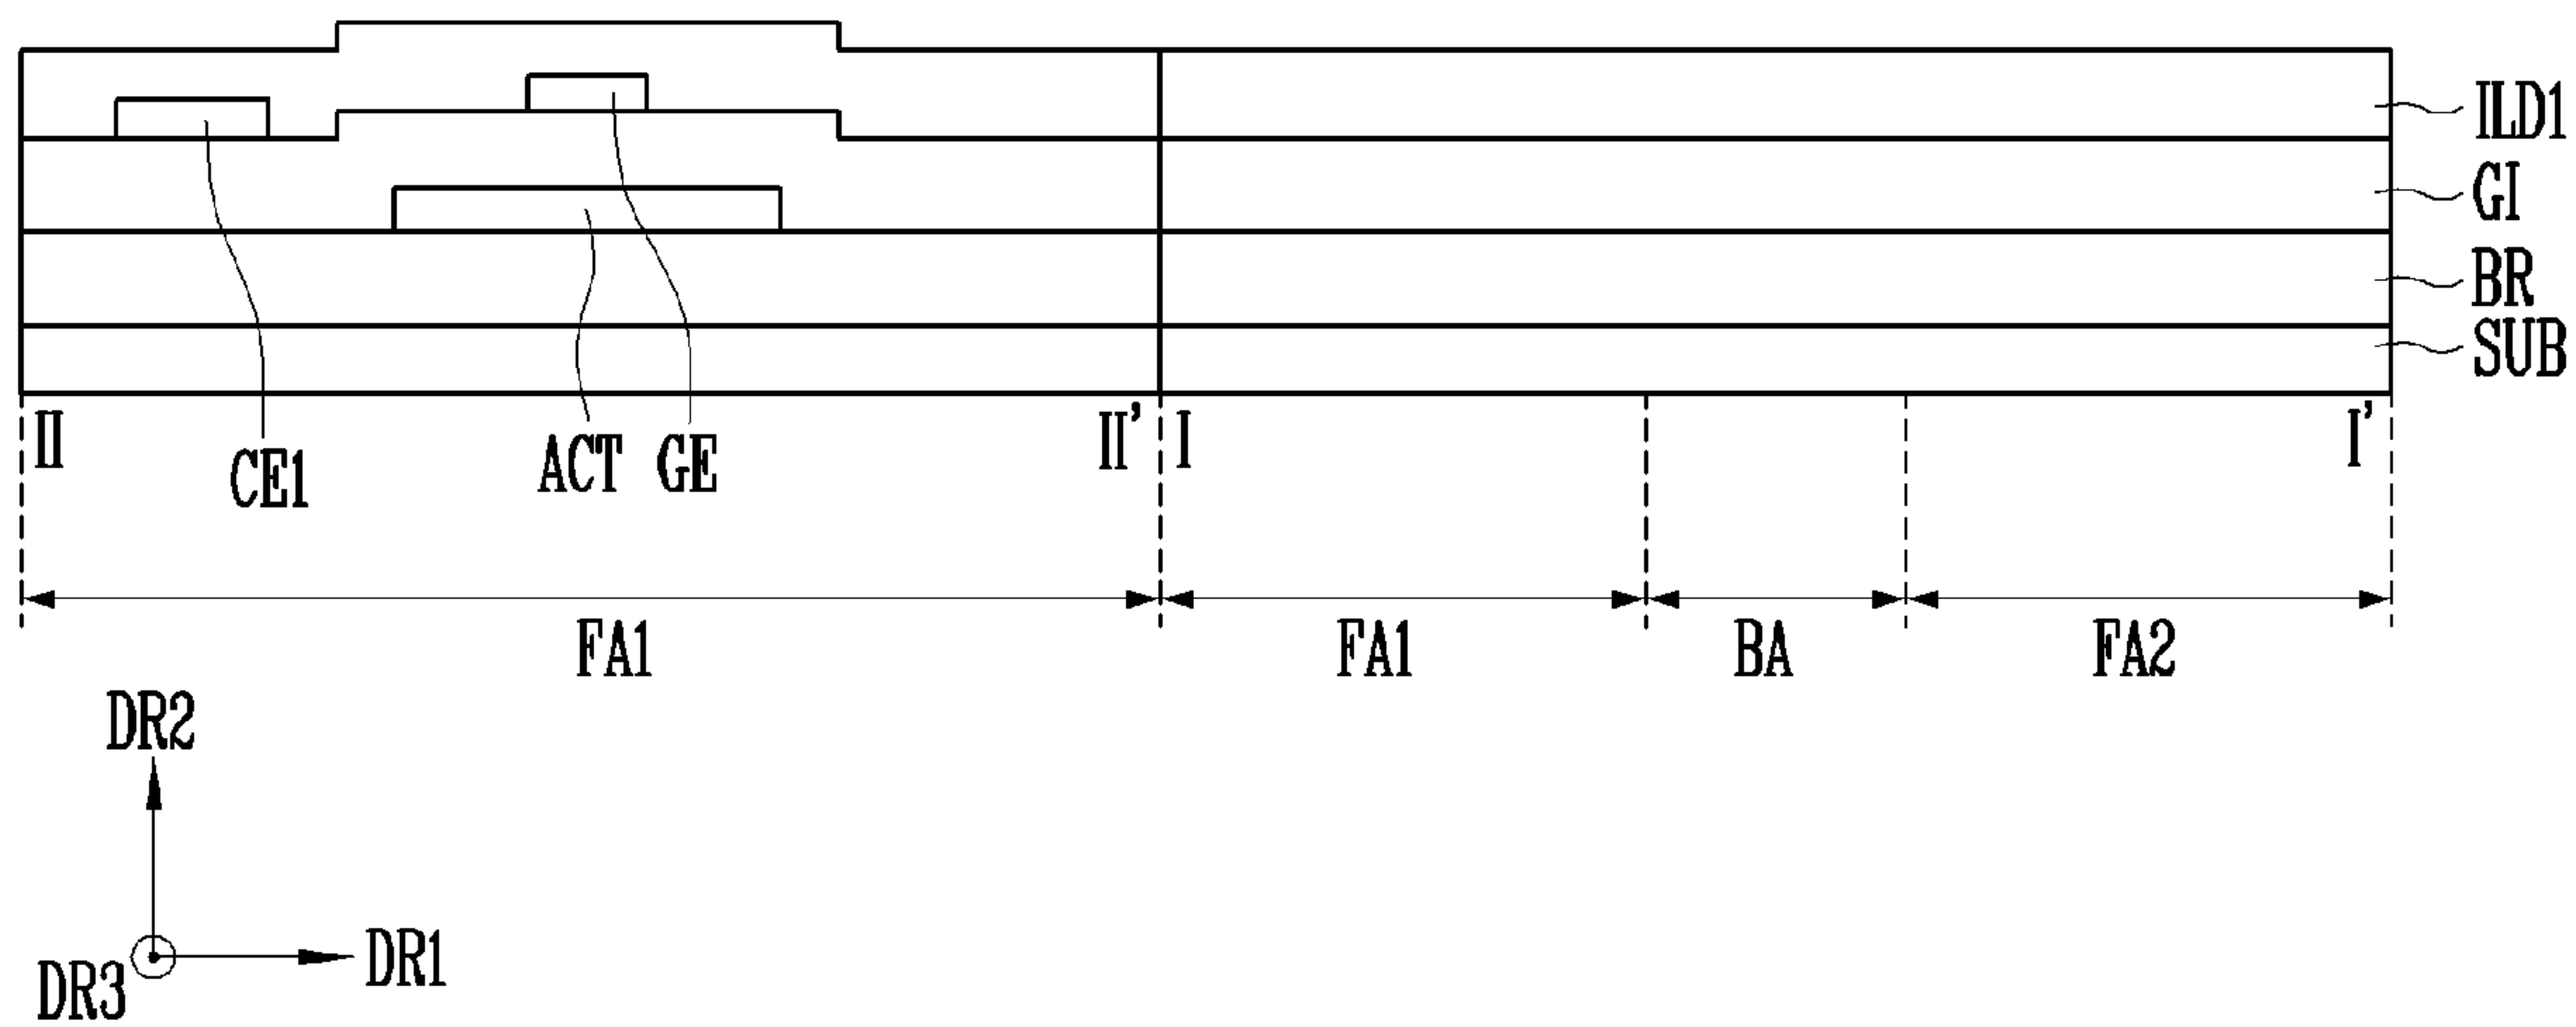 ILD1
GI
BR
SUB
II
II'
I
I'
CE1
ACT
GE
FA1
FA1
BA
FA2
DR2
DR3
DR1